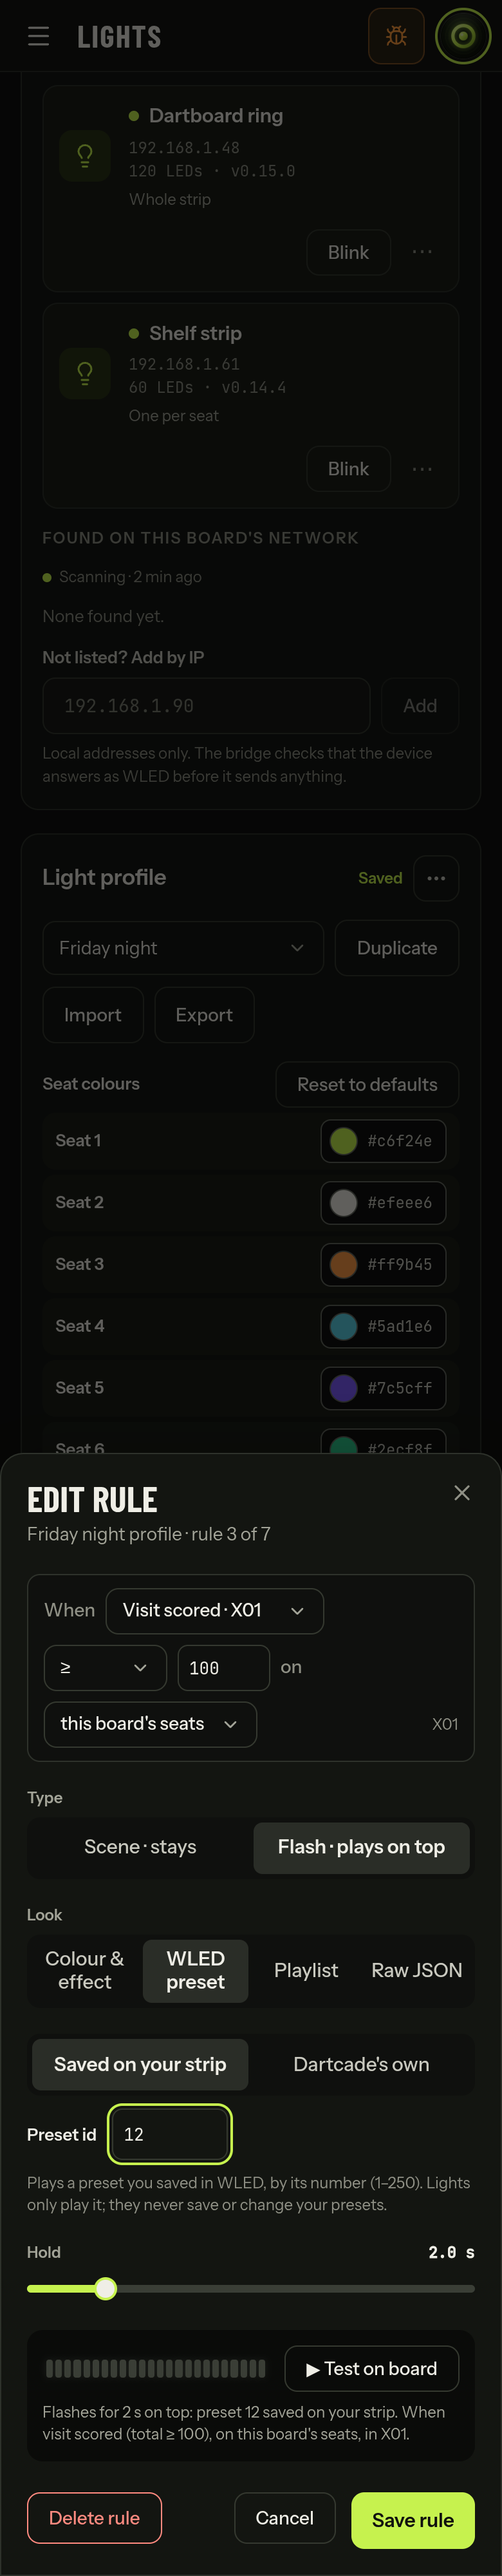 LIGHTS
Dartboard ring
192.168.1.48
120 LEDs · v0.15.0
Whole strip
Blink ···
Shelf strip
192.168.1.61
60 LEDs · v0.14.4
One per seat
Blink ···
FOUND ON THIS BOARD'S NETWORK
Scanning · 2 min ago
None found yet.
Not listed? Add by IP
192.168.1.90 Add
Local addresses only. The bridge checks that the device
answers as WLED before it sends anything.
Light profile Saved ···
Friday night Duplicate
Import Export
Seat colours Reset to defaults
Seat 1 #c6f24e
Seat 2 #efeee6
Seat 3 #ff9b45
Seat 4 #5ad1e6
Seat 5 #7c5cff
Seat 6 #2ecf8f
EDIT RULE
Friday night profile · rule 3 of 7
When Visit scored · X01
≥ 100 on
this board's seats X01
Type
Scene · stays Flash · plays on top
Look
Colour &
effect
WLED
preset
Playlist Raw JSON
Saved on your strip Dartcade's own
Preset id 12
Plays a preset you saved in WLED, by its number (1–250). Lights
only play it; they never save or change your presets.
Hold 2.0 s
▶ Test on board
Flashes for 2 s on top: preset 12 saved on your strip. When
visit scored (total ≥ 100), on this board's seats, in X01.
Delete rule Cancel Save rule